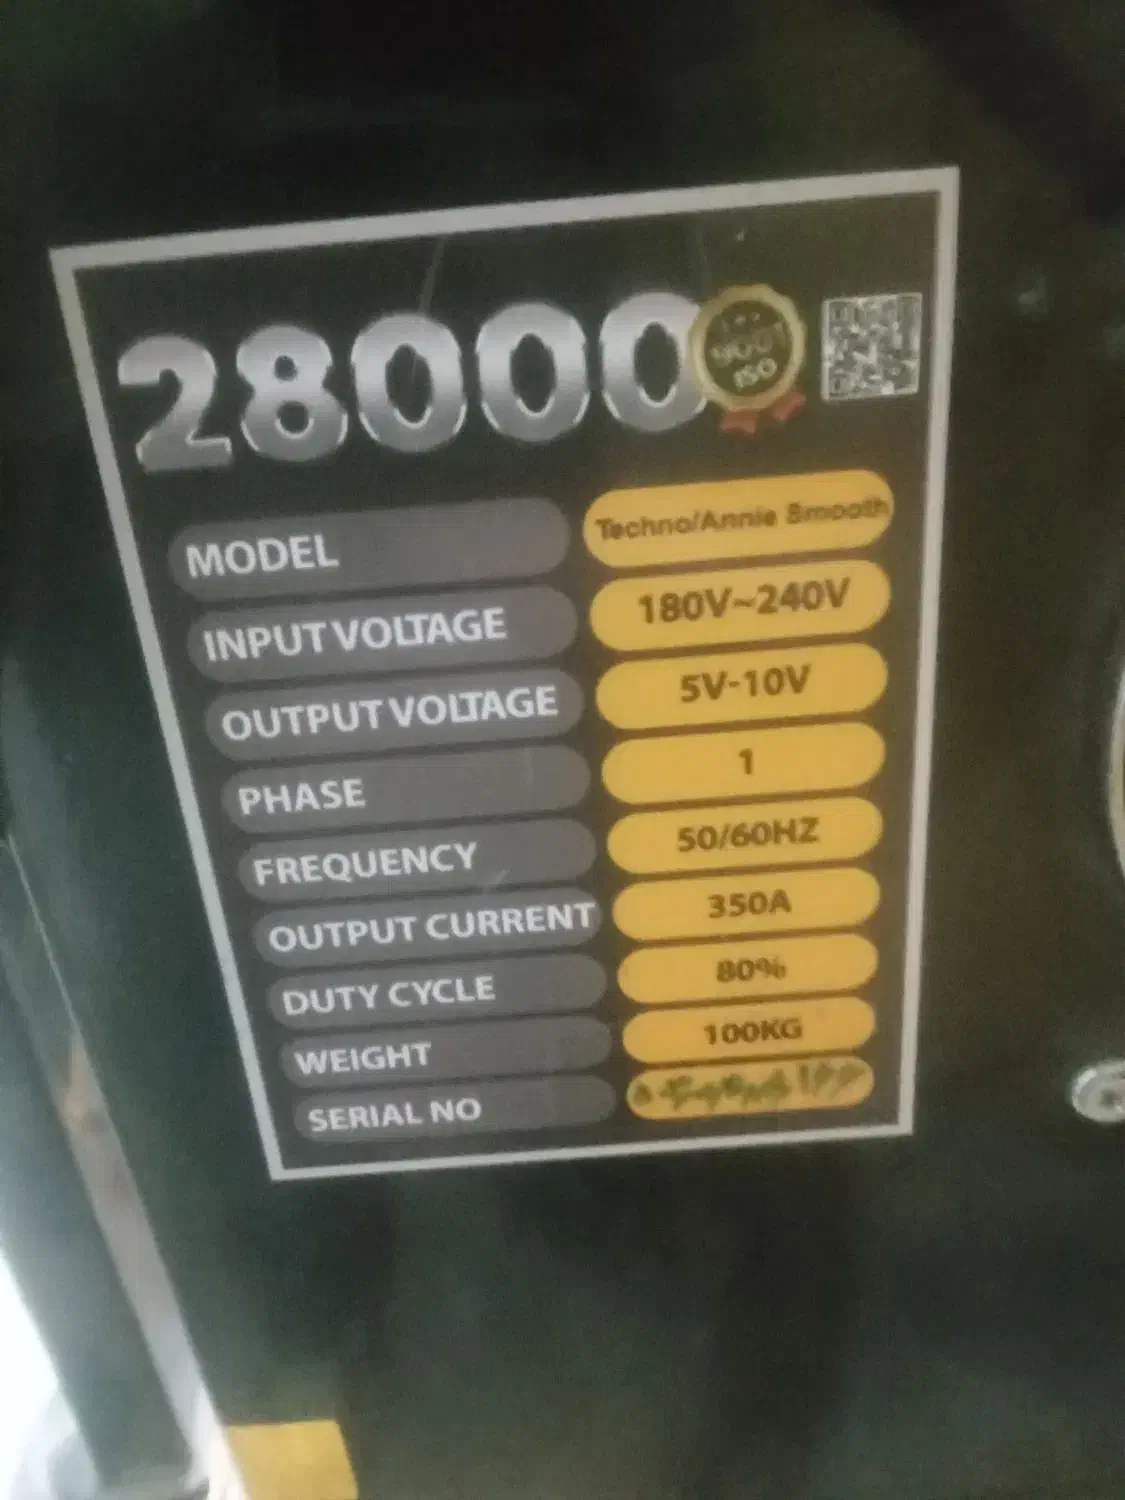 28000
9001
ISO
MODEL Techno/Annie Smooth
INPUT VOLTAGE 180V~240V
OUTPUT VOLTAGE 5V-10V
PHASE 1
FREQUENCY 50/60HZ
OUTPUT CURRENT 350A
DUTY CYCLE 80%
WEIGHT 100KG
SERIAL NO